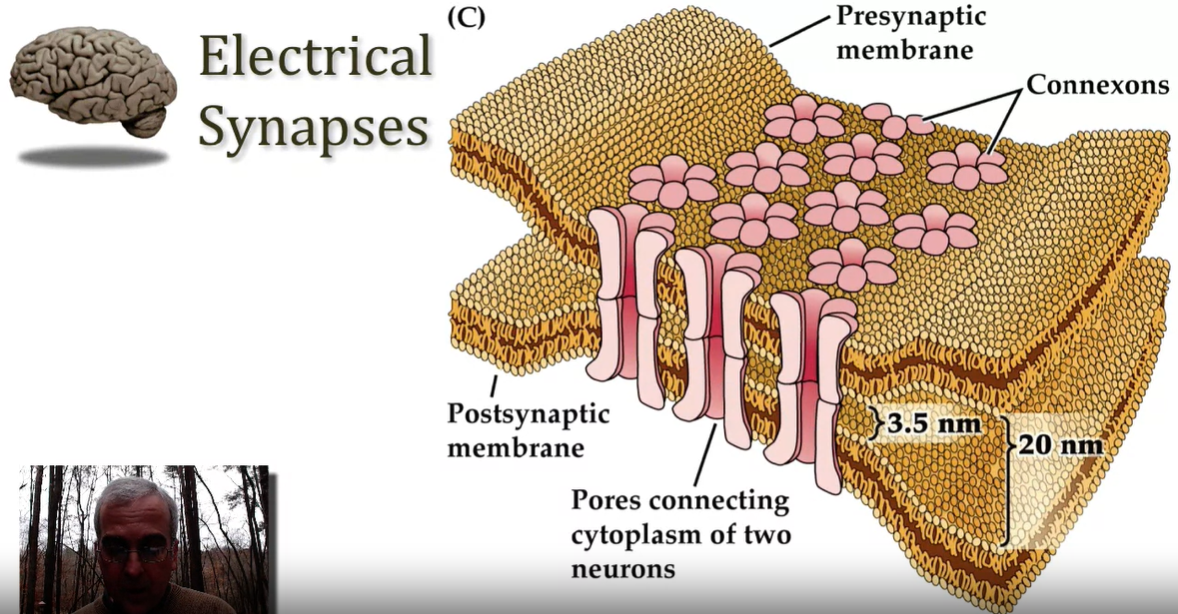 Electrical
Synapses
(C)
Presynaptic
membrane
Connexons
Postsynaptic
membrane
Pores connecting
cytoplasm of two
neurons
3.5 nm
20 nm